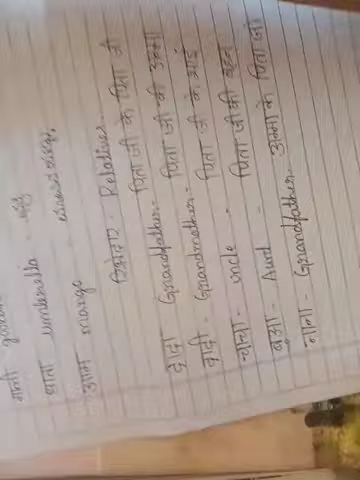 छाता umbrella
आम mango
रिश्तेदार - Relatives-
पिता जी के पिता जी
दादा Grandfather- पिता जी की अम्मा
दादी - Grandmother- पिता जी के भाई
चाचा - uncle - पिता जी की बहन
बुआ - Aunt - अम्मा के पिता जी
नाना - Grandfather-